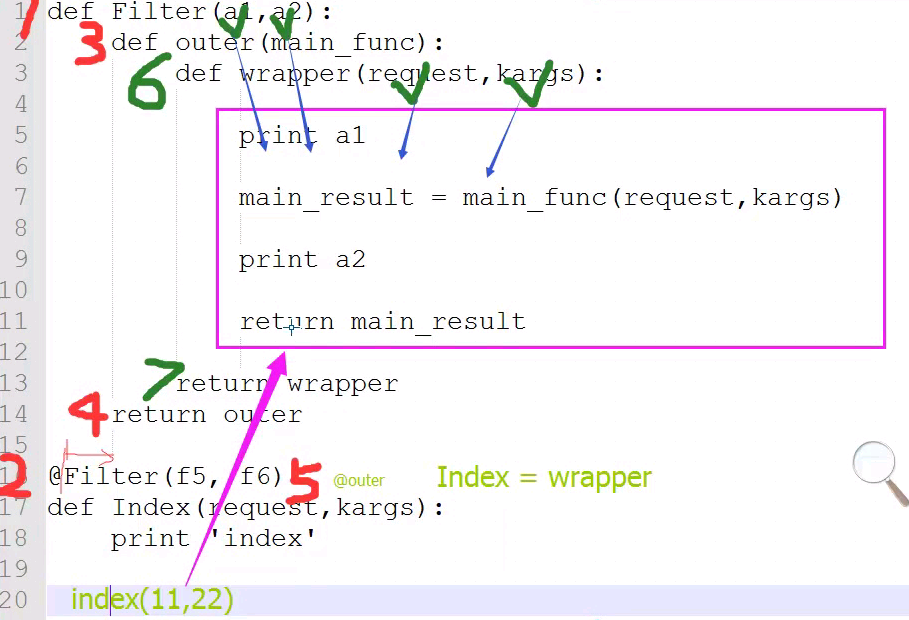 1 def Filter(a1,a2):
2 3 def outer(main_func):
3 6 def wrapper(request,kargs):
4
5 print a1
6
7 main_result = main_func(request,kargs)
8
9 print a2
10
11 return main_result
12
13 7 return wrapper
14 4 return outer
15
2 @Filter(f5, f6) 5 @outer Index = wrapper
17 def Index(request,kargs):
18 print 'index'
19
20 index(11,22)